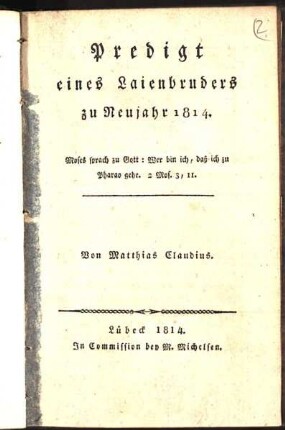 2.
Predigt
eines Laienbruders
zu Neujahr 1814.
Moses sprach zu Gott: Wer bin ich, daß ich zu
Pharao gehe. 2 Mos. 3, 11.
Von Matthias Claudius.
Lübeck 1814.
In Commission bey M. Michelsen.